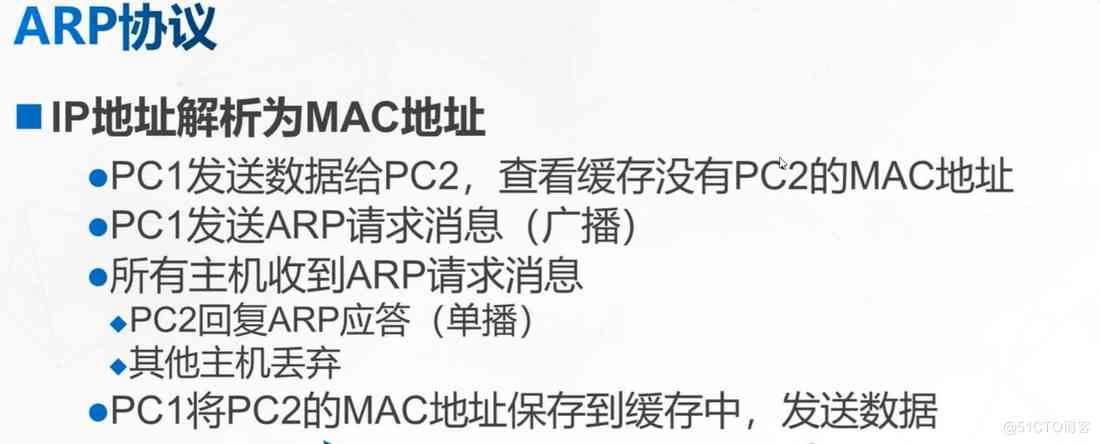 ARP协议
IP地址解析为MAC地址
PC1发送数据给PC2，查看缓存没有PC2的MAC地址
PC1发送ARP请求消息（广播）
所有主机收到ARP请求消息
PC2回复ARP应答（单播）
其他主机丢弃
PC1将PC2的MAC地址保存到缓存中，发送数据
@51CTO博客